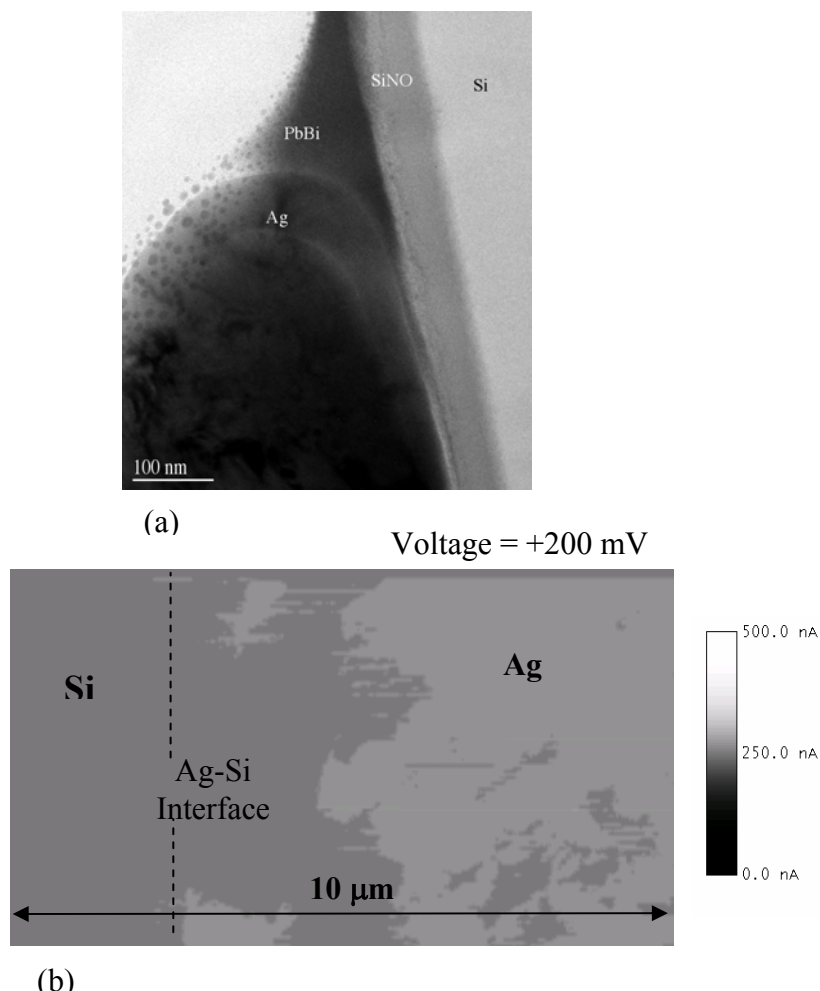 SiNO
Si
PbBi
Ag
100 nm
(a)
Voltage = +200 mV
500.0 nA
Ag
Si
250.0 nA
Ag-Si
Interface
0.0 nA
10 µm
(b)